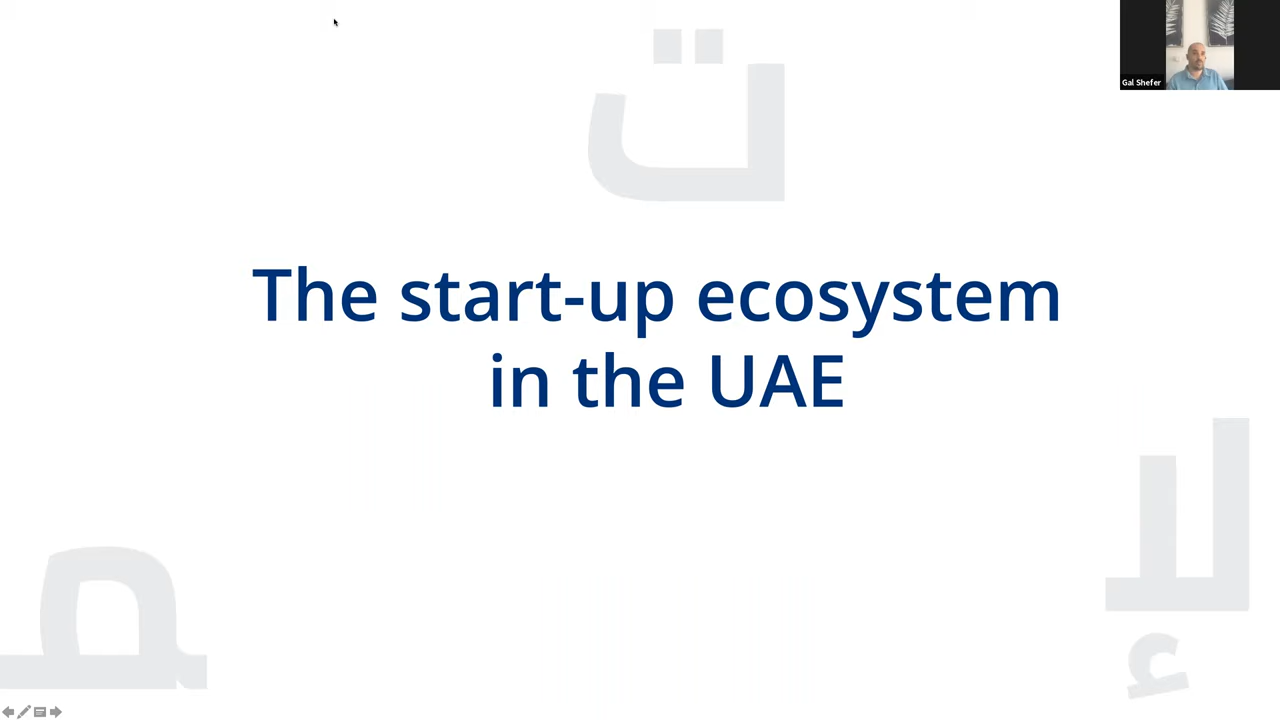 Gal Shefer
ت
The start-up ecosystem
in the UAE
إ
م